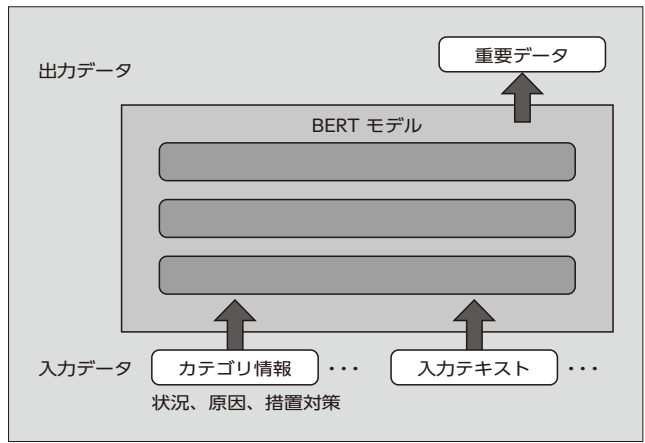 重要データ
出力データ
BERT モデル
入力データ カテゴリ情報 ・・・ 入力テキスト ・・・
状況、原因、措置対策